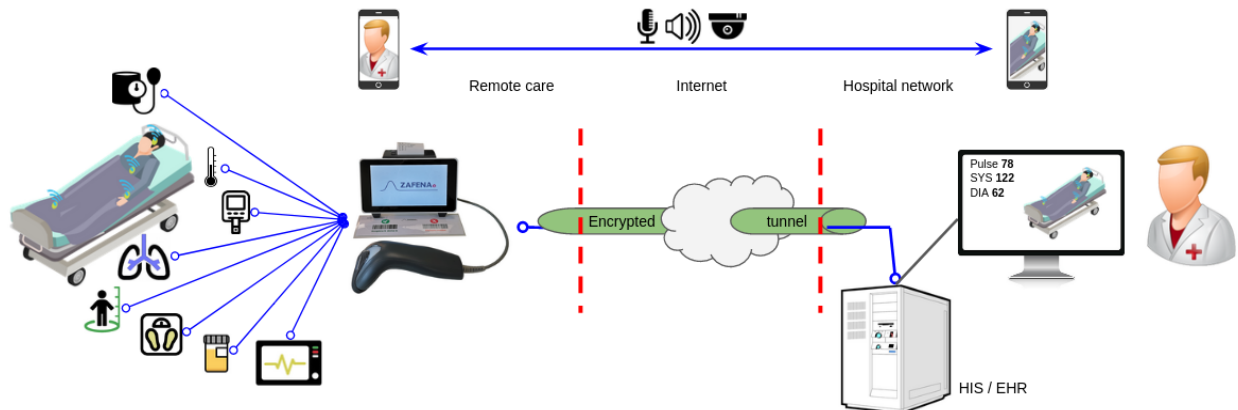 Remote care
Internet
Hospital network
ZAFENA
Encrypted
tunnel
Pulse 78
SYS 122
DIA 62
HIS / EHR